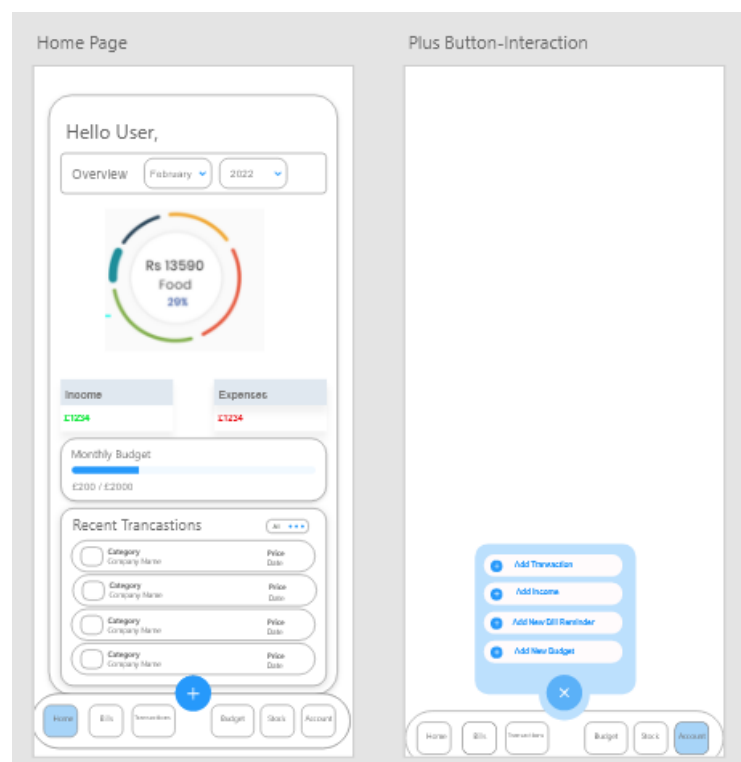 Home Page
Hello User,
Overview February 2022
Rs 13590
Food
29%
Income Expenses
£1234 £1234
Monthly Budget
£200 / £2000
Recent Trancastions All
Category Price
Company Name Date
Category Price
Company Name Date
Category Price
Company Name Date
Category Price
Company Name Date
+
Home Bills Transactions Budget Stock Account
Plus Button-Interaction
Add Transaction
Add Income
Add New Bill Reminder
Add New Budget
Home Bills Transactions Budget Stock Account